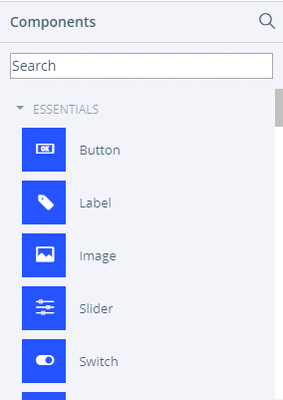 Components
Search
ESSENTIALS
OK
Button
Label
Image
Slider
Switch